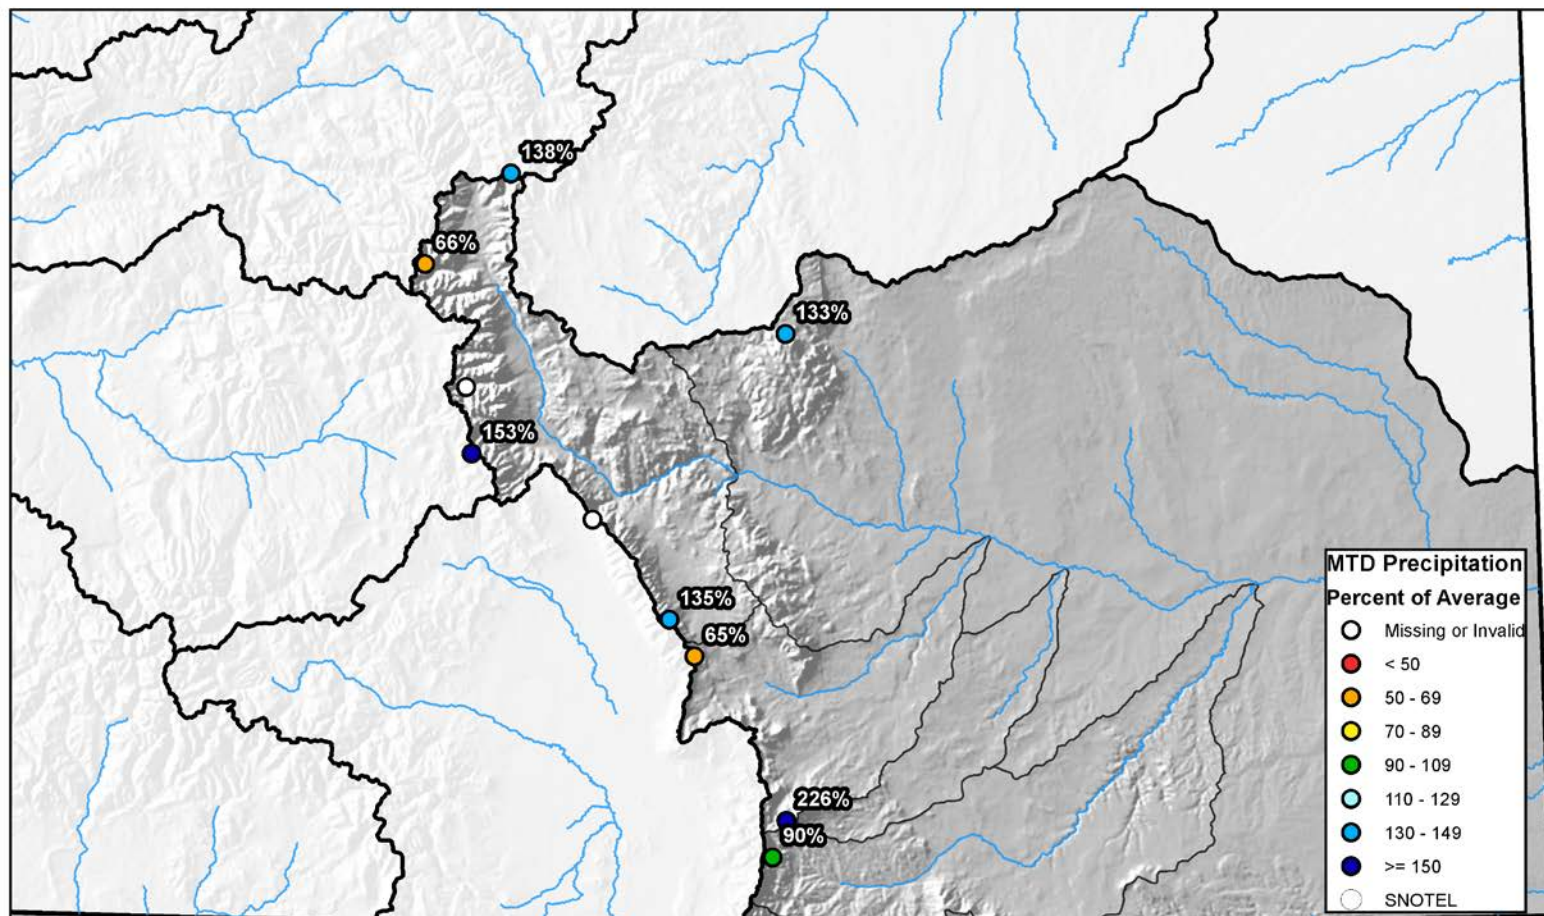 138%
66%
133%
153%
135%
65%
226%
90%
MTD Precipitation
Percent of Average
Missing or Invalid
< 50
50 - 69
70 - 89
90 - 109
110 - 129
130 - 149
>= 150
SNOTEL